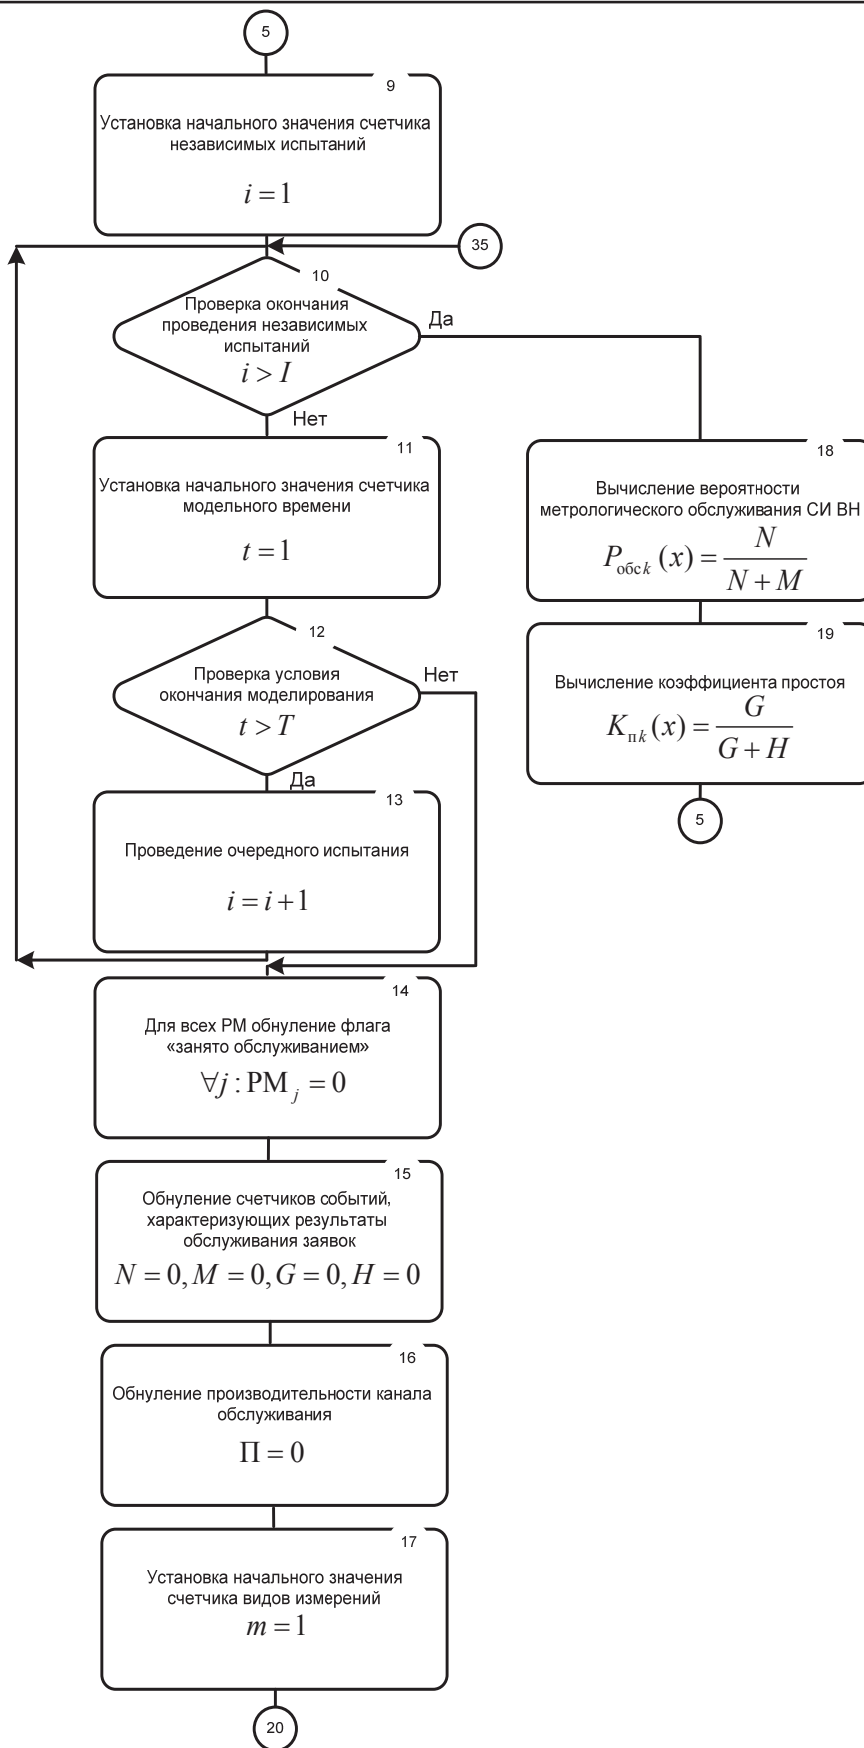 5
9
Установка начального значения счетчика
независимых испытаний
i = 1
35
10
Проверка окончания
проведения независимых
испытаний
i > I
Да
Нет
11
Установка начального значения счетчика
модельного времени
t = 1
12
Проверка условия
окончания моделирования
t > T
Нет
Да
13
Проведение очередного испытания
i = i + 1
14
Для всех РМ обнуление флага
«занято обслуживанием»
∀j : РМ j = 0
15
Обнуление счетчиков событий,
характеризующих результаты
обслуживания заявок
N = 0, M = 0, G = 0, H = 0
16
Обнуление производительности канала
обслуживания
П = 0
17
Установка начального значения
счетчика видов измерений
m = 1
20
18
Вычисление вероятности
метрологического обслуживания СИ ВН
P обс k (x) = N / (N + M)
19
Вычисление коэффициента простоя
K п k (x) = G / (G + H)
5